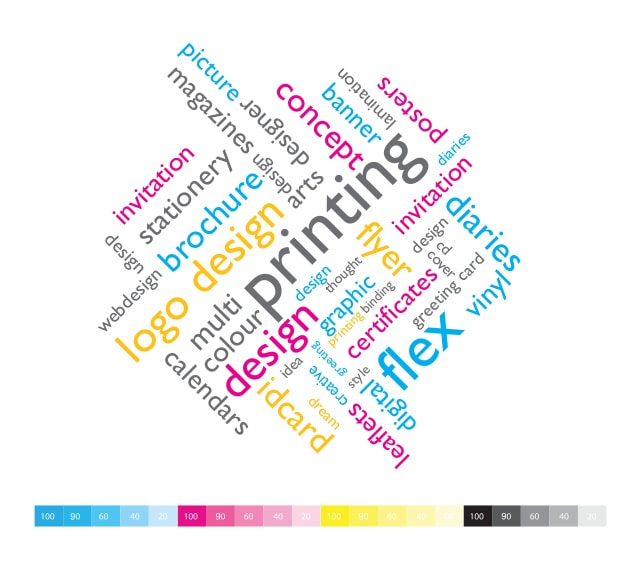 picture
magazines
designer
concept
lamination
banner
posters
diaries
invitation
stationery
design
arts
brochure
printing
invitation
diaries
design
webdesign
logo design
flyer
design
cd
cover
greeting card
vinyl
multi
colour
design
thought
graphic
binding
printing
certificates
flex
calendars
design
idcard
idea
greeting
creative
style
dream
digital
leaflets
100 90 60 40 20 100 90 60 40 20 100 90 60 40 20 100 90 60 40 20